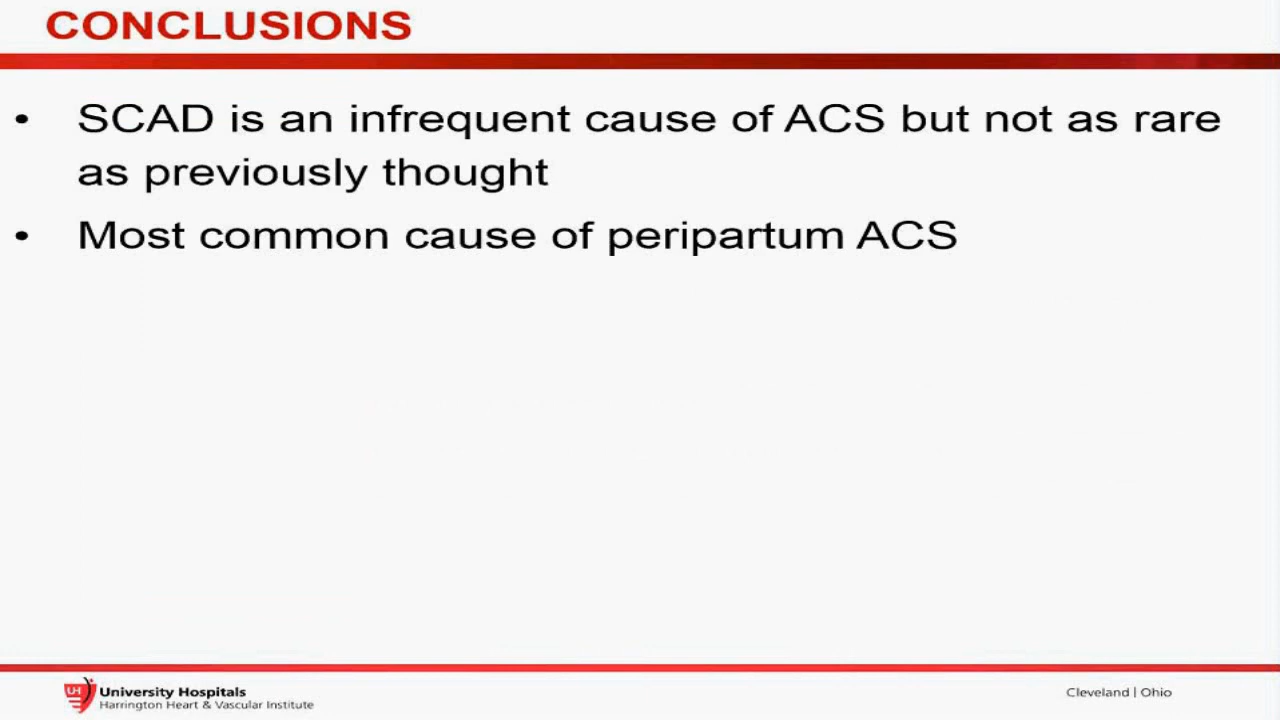 CONCLUSIONS
• SCAD is an infrequent cause of ACS but not as rare
as previously thought
• Most common cause of peripartum ACS
UH
University Hospitals
Harrington Heart & Vascular Institute
Cleveland | Ohio